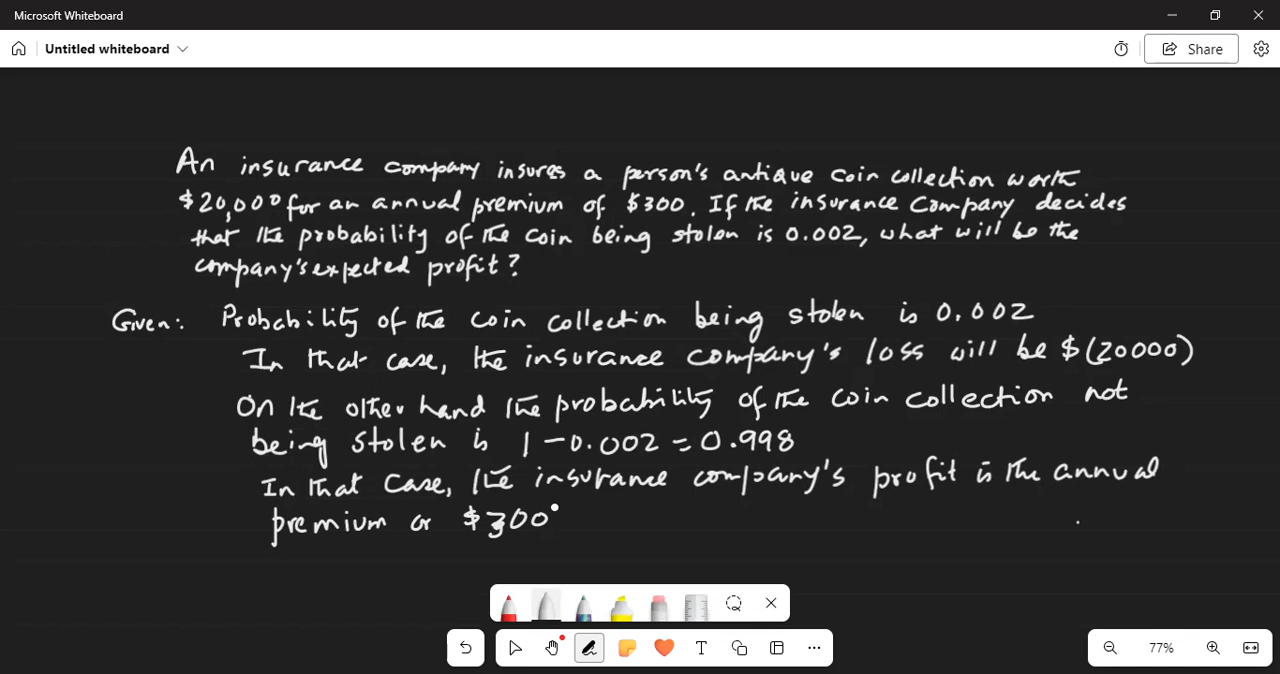 Microsoft Whiteboard
Untitled whiteboard
Share
An insurance company insures a person's antique coin collection worth
$20,000 for an annual premium of $300. If the insurance company decides
that the probability of the coin being stolen is 0.002, what will be the
company's expected profit?
Given: Probability of the coin collection being stolen is 0.002
In that case, the insurance company's loss will be $(20000)
On the other hand the probability of the coin collection not
being stolen is 1 - 0.002 = 0.998
In that case, the insurance company's profit is the annual
premium or $300
77%